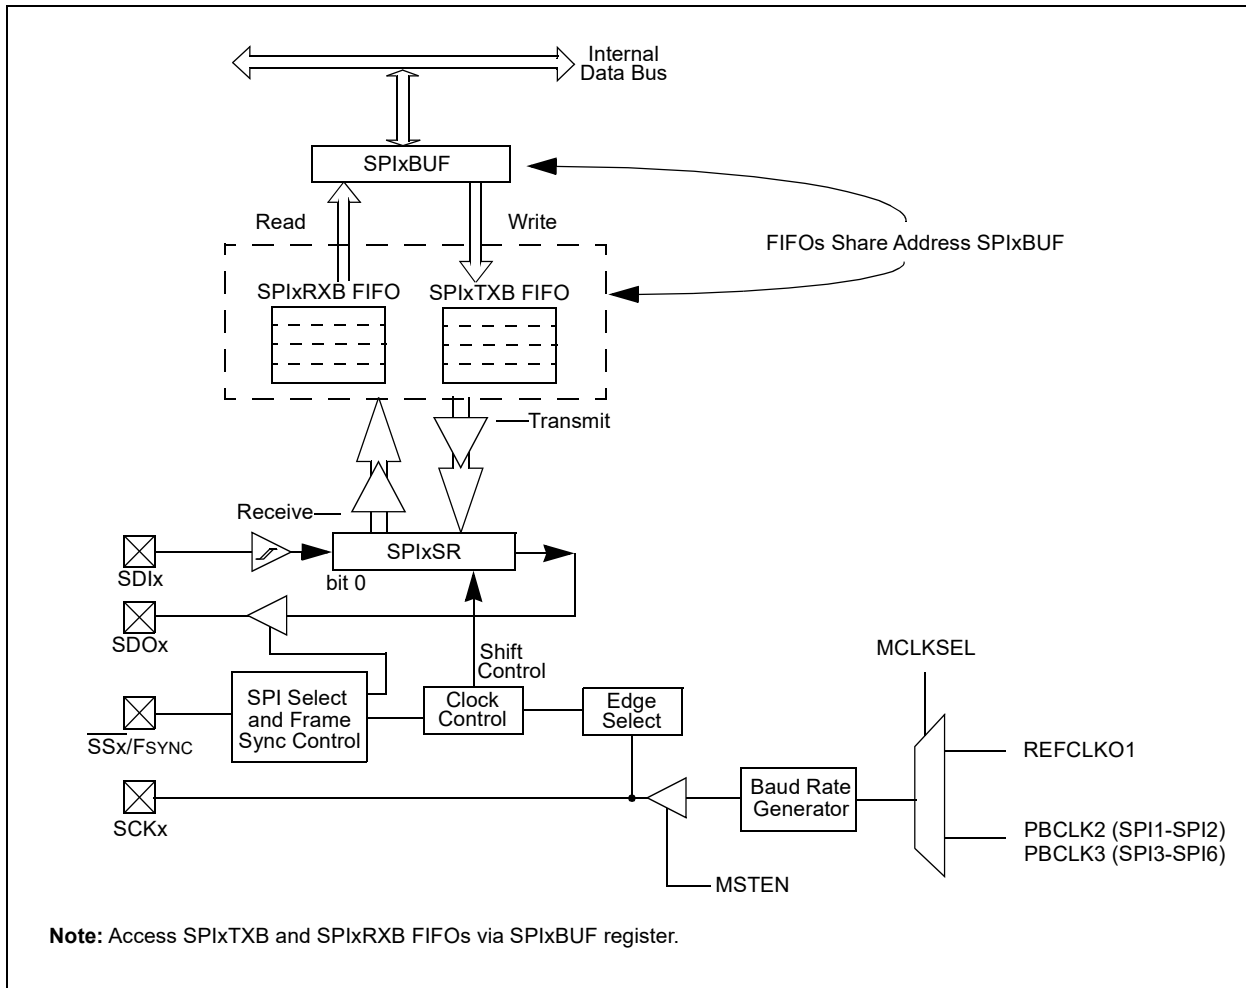 Internal
Data Bus
SPIxBUF
Read
Write
FIFOs Share Address SPIxBUF
SPIxRXB FIFO
SPIxTXB FIFO
Transmit
Receive
SPIxSR
SDIx
bit 0
SDOx
Shift
Control
MCLKSEL
SPI Select
and Frame
Sync Control
Clock
Control
Edge
Select
SSx/FSYNC
REFCLKO1
Baud Rate
Generator
SCKx
PBCLK2 (SPI1-SPI2)
PBCLK3 (SPI3-SPI6)
MSTEN
Note: Access SPIxTXB and SPIxRXB FIFOs via SPIxBUF register.